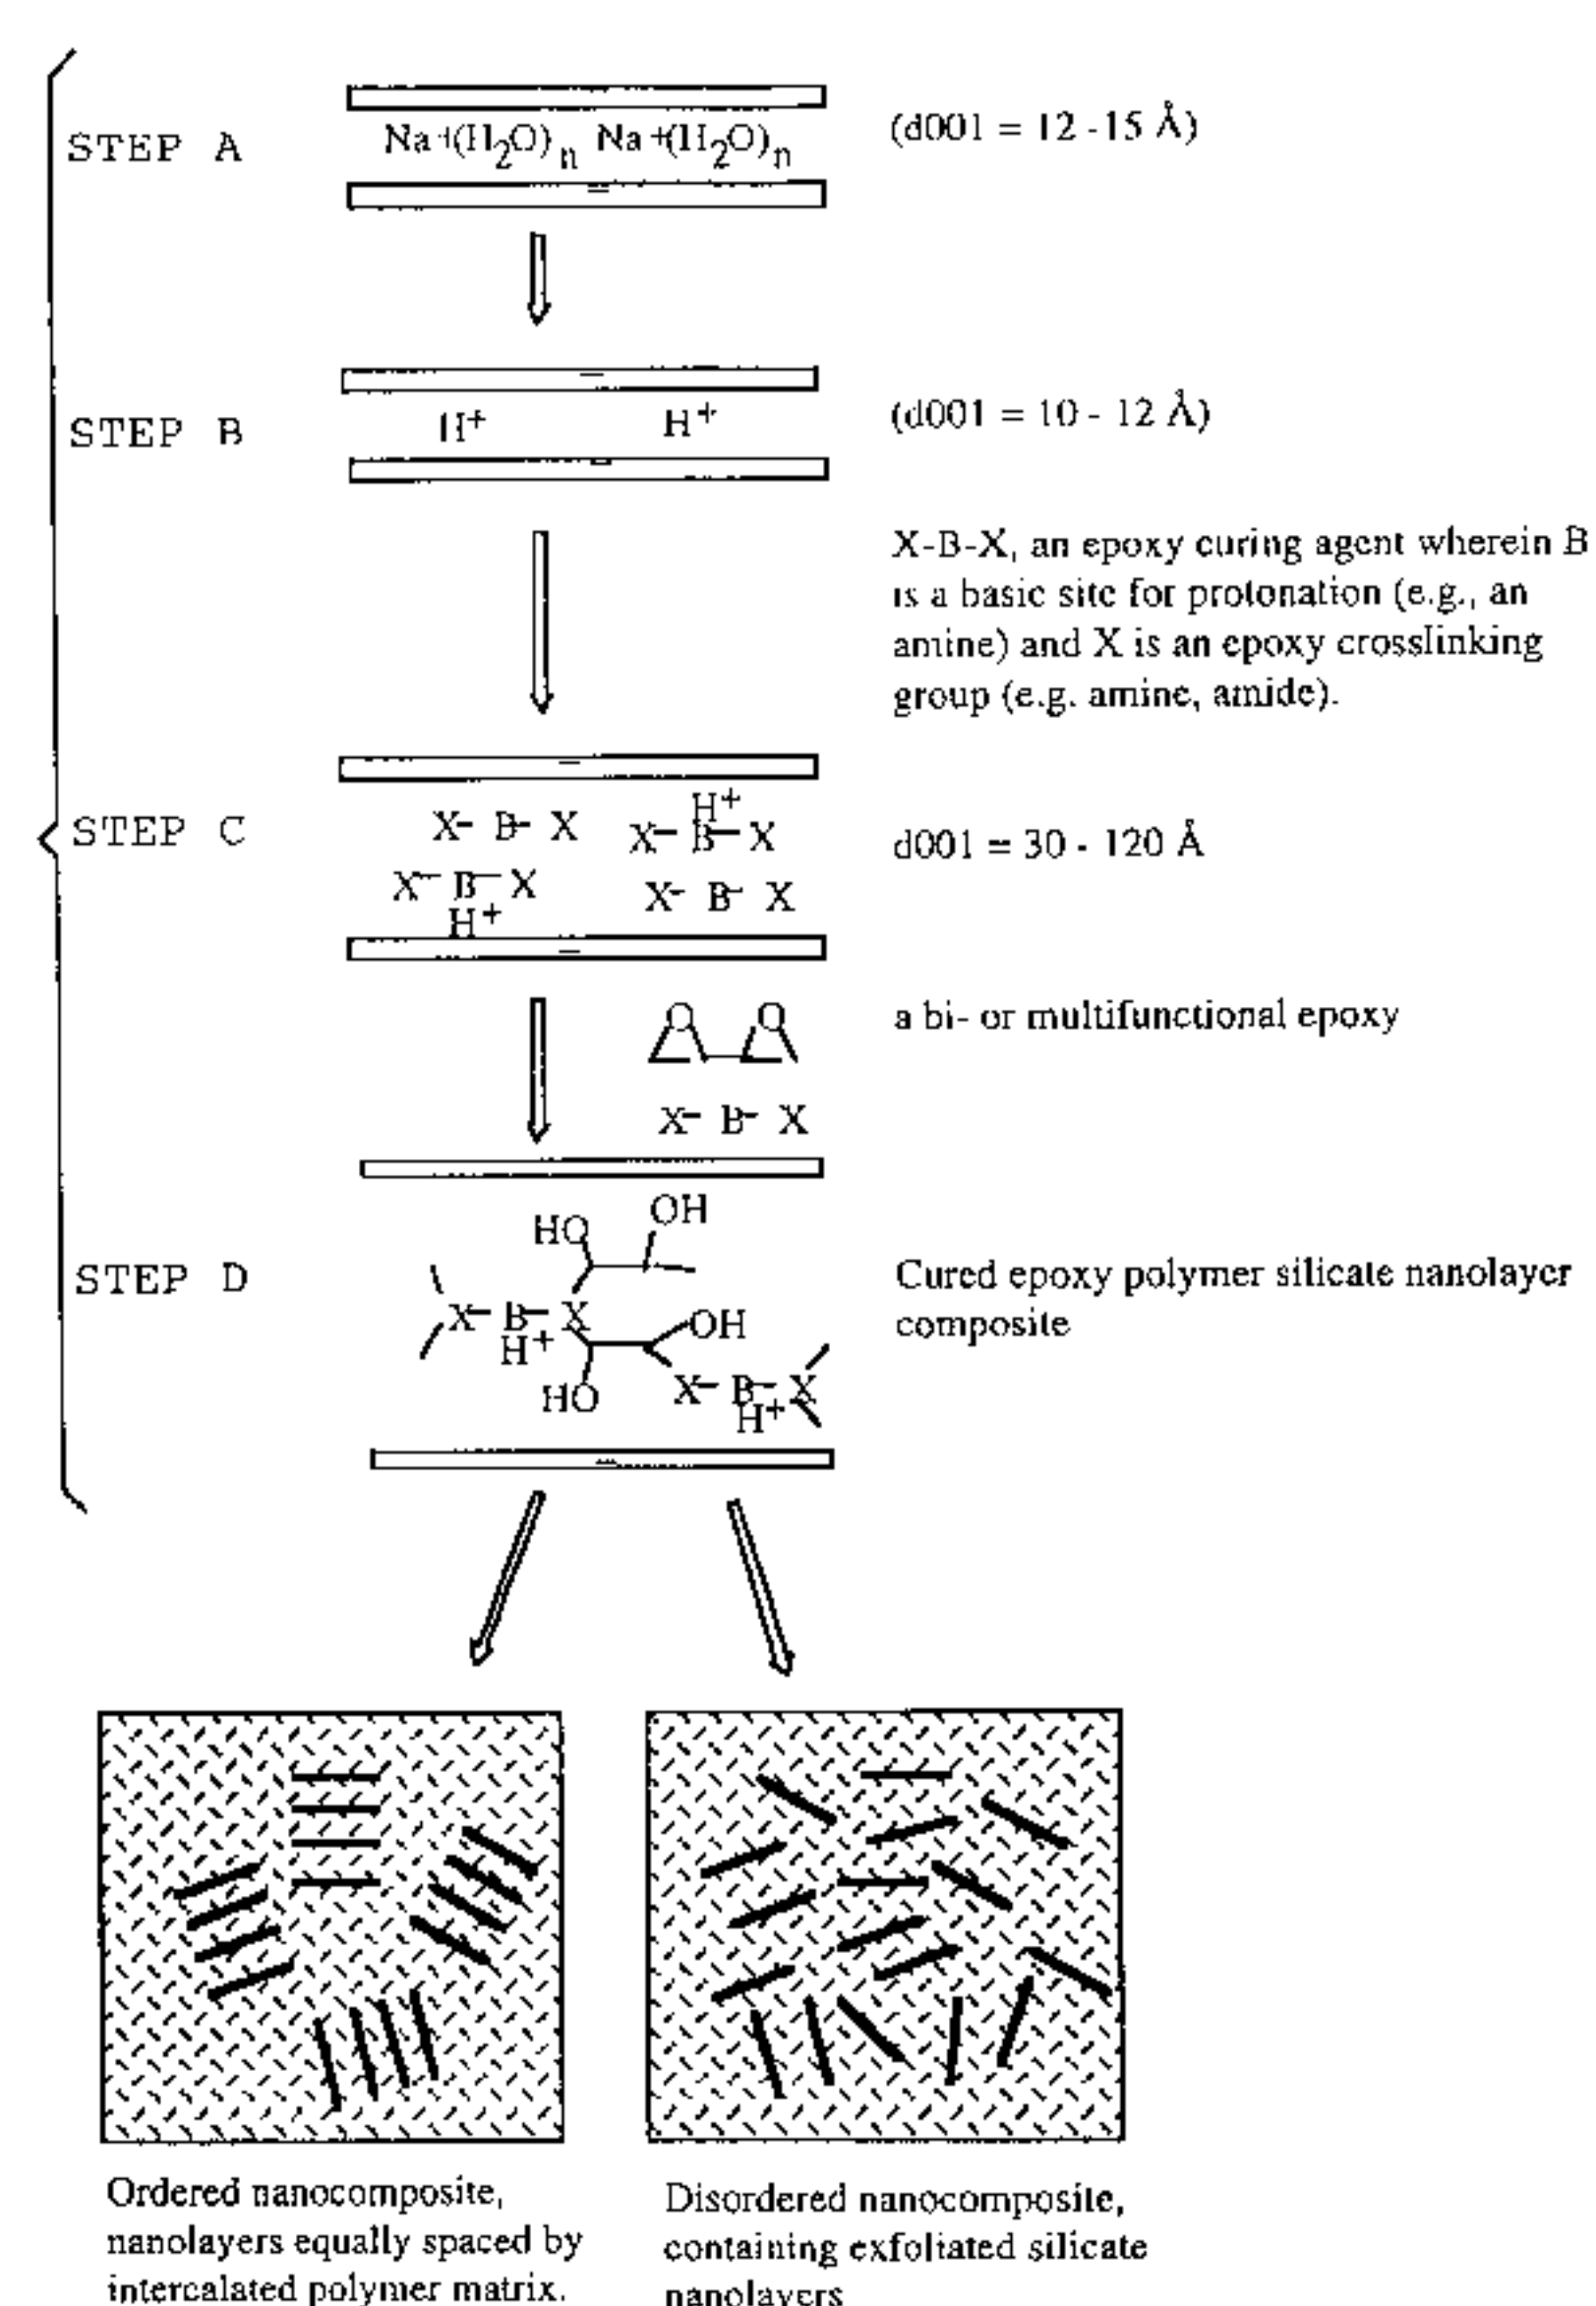 STEP A
Na+(H2O)n Na+(H2O)n
(d001 = 12 -15 Å)
STEP B
H+ H+
(d001 = 10 - 12 Å)
X-B-X, an epoxy curing agent wherein B
is a basic site for protonation (e.g., an
amine) and X is an epoxy crosslinking
group (e.g. amine, amide).
STEP C
H+
X- B- X X- B- X
X- B- X X- B- X
H+
d001 = 30 - 120 Å
O O
a bi- or multifunctional epoxy
X- B- X
STEP D
HO OH
X- B- X
H+
OH
HO
X- B- X
H+
Cured epoxy polymer silicate nanolayer
composite
Ordered nanocomposite,
nanolayers equally spaced by
intercalated polymer matrix.
Disordered nanocomposite,
containing exfoliated silicate
nanolayers